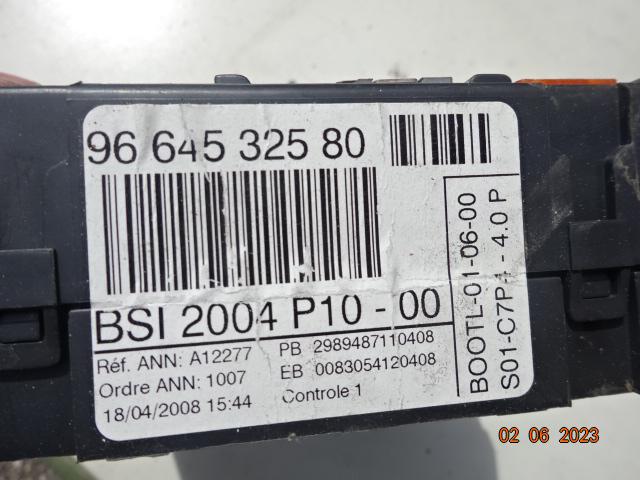 96 645 325 80
BSI 2004 P10 - 00
Réf. ANN: A12277
Ordre ANN: 1007
18/04/2008 15:44
PB 2989487110408
EB 0083054120408
Controle 1
BOOTL-01-06-00
S01-C7P4 - 4.0 P
02 06 2023